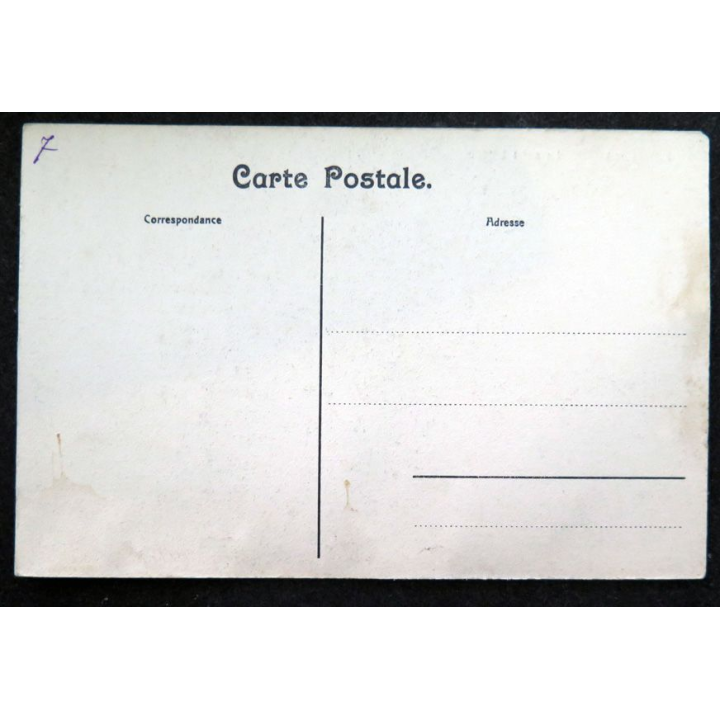 7
Carte Postale.
Correspondance
Adresse